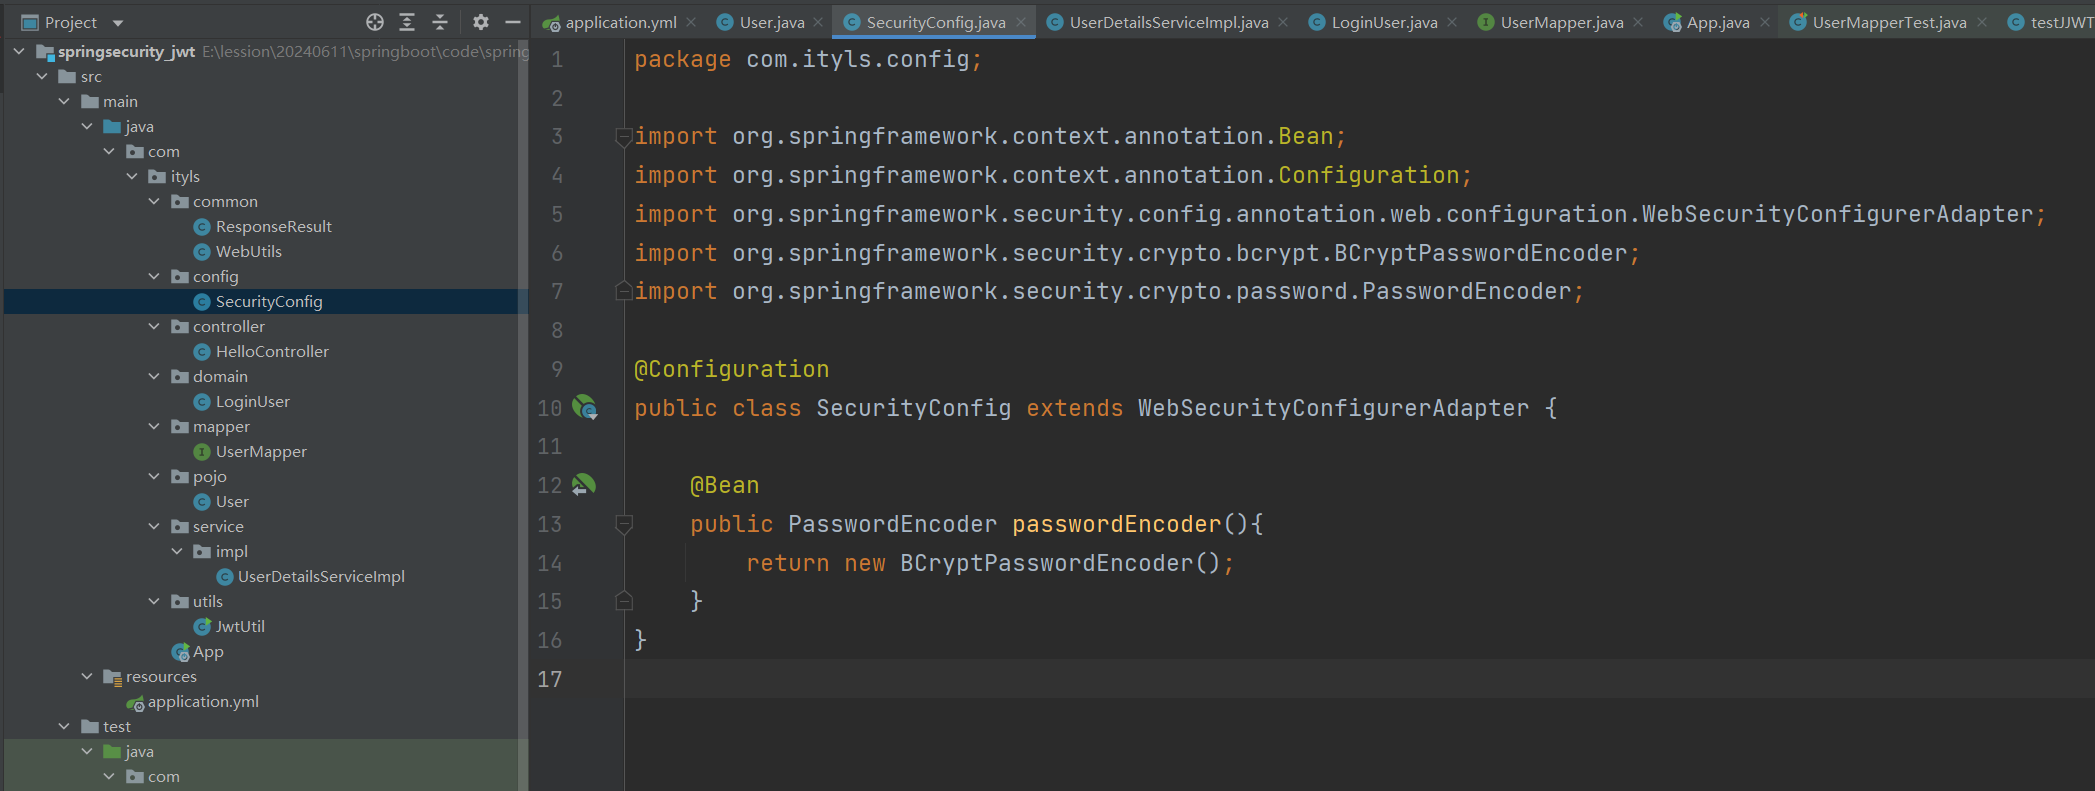 Project
springsecurity_jwt E:\lession\20240611\springboot\code\spring
src
main
java
com
ityls
common
ResponseResult
WebUtils
config
SecurityConfig
controller
HelloController
domain
LoginUser
mapper
UserMapper
pojo
User
service
impl
UserDetailsServiceImpl
utils
JwtUtil
App
resources
application.yml
test
java
com
application.yml User.java SecurityConfig.java UserDetailsServiceImpl.java LoginUser.java UserMapper.java App.java UserMapperTest.java testJJWT
1 package com.ityls.config;
2
3 import org.springframework.context.annotation.Bean;
4 import org.springframework.context.annotation.Configuration;
5 import org.springframework.security.config.annotation.web.configuration.WebSecurityConfigurerAdapter;
6 import org.springframework.security.crypto.bcrypt.BCryptPasswordEncoder;
7 import org.springframework.security.crypto.password.PasswordEncoder;
8
9 @Configuration
10 public class SecurityConfig extends WebSecurityConfigurerAdapter {
11
12 @Bean
13 public PasswordEncoder passwordEncoder(){
14 return new BCryptPasswordEncoder();
15 }
16 }
17